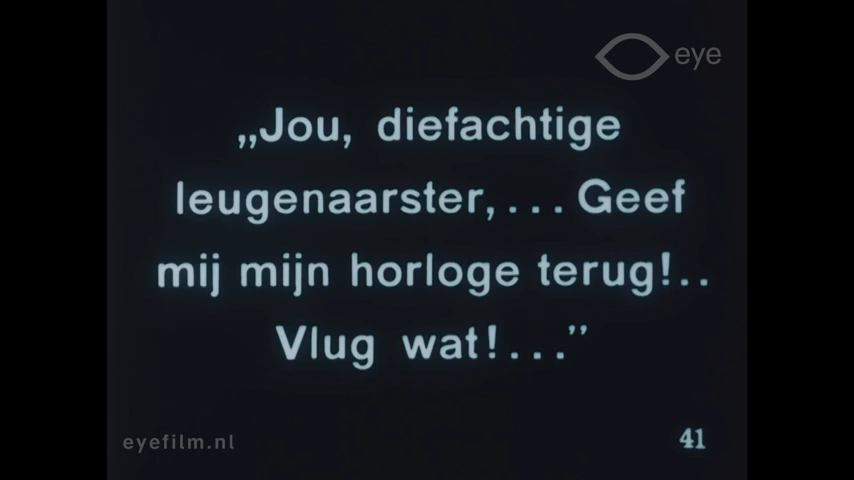 eye
„Jou, diefachtige
leugenaarster,... Geef
mij mijn horloge terug!..
Vlug wat!..."
eyefilm.nl
41